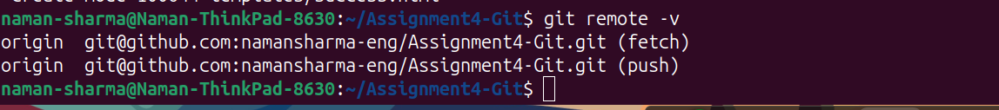 naman-sharma@Naman-ThinkPad-8630:~/Assignment4-Git$ git remote -v
origin  git@github.com:namansharma-eng/Assignment4-Git.git (fetch)
origin  git@github.com:namansharma-eng/Assignment4-Git.git (push)
naman-sharma@Naman-ThinkPad-8630:~/Assignment4-Git$